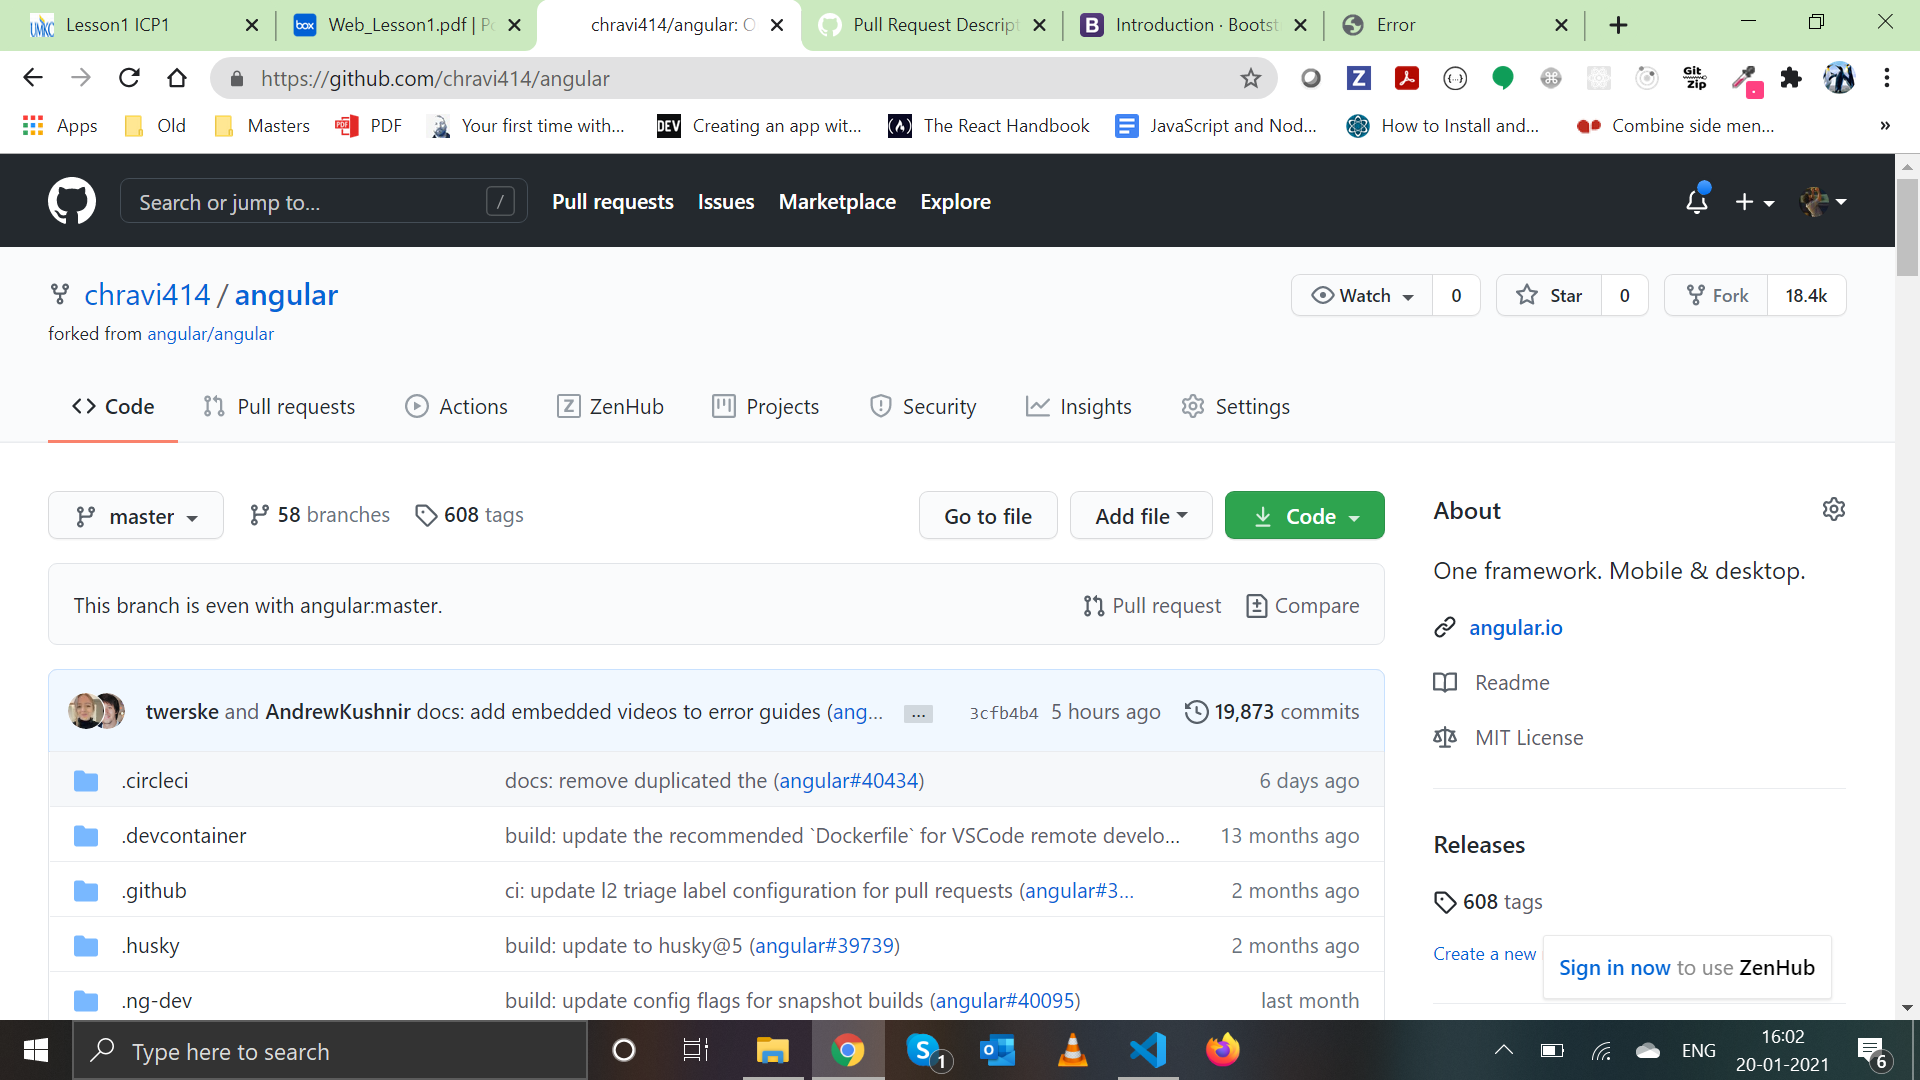 Lesson1 ICP1
box Web_Lesson1.pdf | Po
chravi414/angular: O
Pull Request Descript
B Introduction · Bootst
Error
https://github.com/chravi414/angular
Git Zip
Apps Old Masters PDF Your first time with... DEV Creating an app wit... The React Handbook JavaScript and Nod... How to Install and... Combine side men... »
Search or jump to... / Pull requests Issues Marketplace Explore
chravi414 / angular
Watch 0 Star 0 Fork 18.4k
forked from angular/angular
Code Pull requests Actions Z ZenHub Projects Security Insights Settings
master 58 branches 608 tags Go to file Add file Code
This branch is even with angular:master. Pull request Compare
twerske and AndrewKushnir docs: add embedded videos to error guides (ang... ... 3cfb4b4 5 hours ago 19,873 commits
.circleci docs: remove duplicated the (angular#40434) 6 days ago
.devcontainer build: update the recommended `Dockerfile` for VSCode remote develo... 13 months ago
.github ci: update l2 triage label configuration for pull requests (angular#3... 2 months ago
.husky build: update to husky@5 (angular#39739) 2 months ago
.ng-dev build: update config flags for snapshot builds (angular#40095) last month
About
One framework. Mobile & desktop.
angular.io
Readme
MIT License
Releases
608 tags
Create a new
Sign in now to use ZenHub
Type here to search
S 1
ENG
16:02
20-01-2021
6